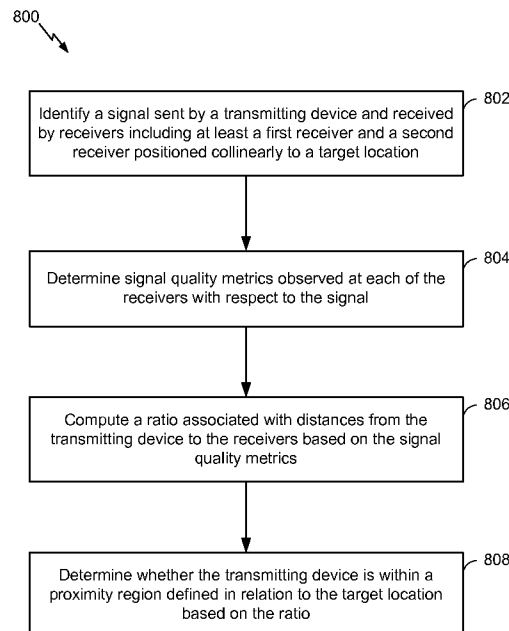 800
802
Identify a signal sent by a transmitting device and received
by receivers including at least a first receiver and a second
receiver positioned collinearly to a target location
804
Determine signal quality metrics observed at each of the
receivers with respect to the signal
806
Compute a ratio associated with distances from the
transmitting device to the receivers based on the signal
quality metrics
808
Determine whether the transmitting device is within a
proximity region defined in relation to the target location
based on the ratio